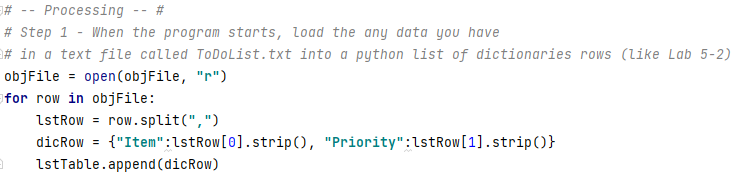 # -- Processing -- #
# Step 1 - When the program starts, load the any data you have
# in a text file called ToDoList.txt into a python list of dictionaries rows (like Lab 5-2)
objFile = open(objFile, "r")
for row in objFile:
    lstRow = row.split(",")
    dicRow = {"Item":lstRow[0].strip(), "Priority":lstRow[1].strip()}
    lstTable.append(dicRow)